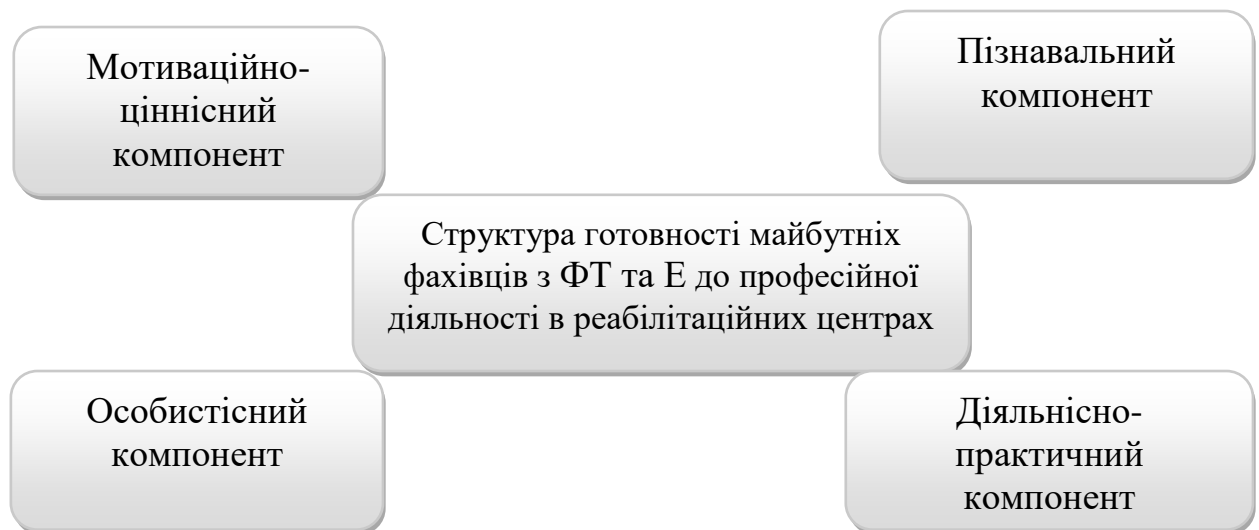 Мотиваційно-
ціннісний
компонент
Пізнавальний
компонент
Структура готовності майбутніх
фахівців з ФТ та Е до професійної
діяльності в реабілітаційних центрах
Особистісний
компонент
Діяльнісно-
практичний
компонент